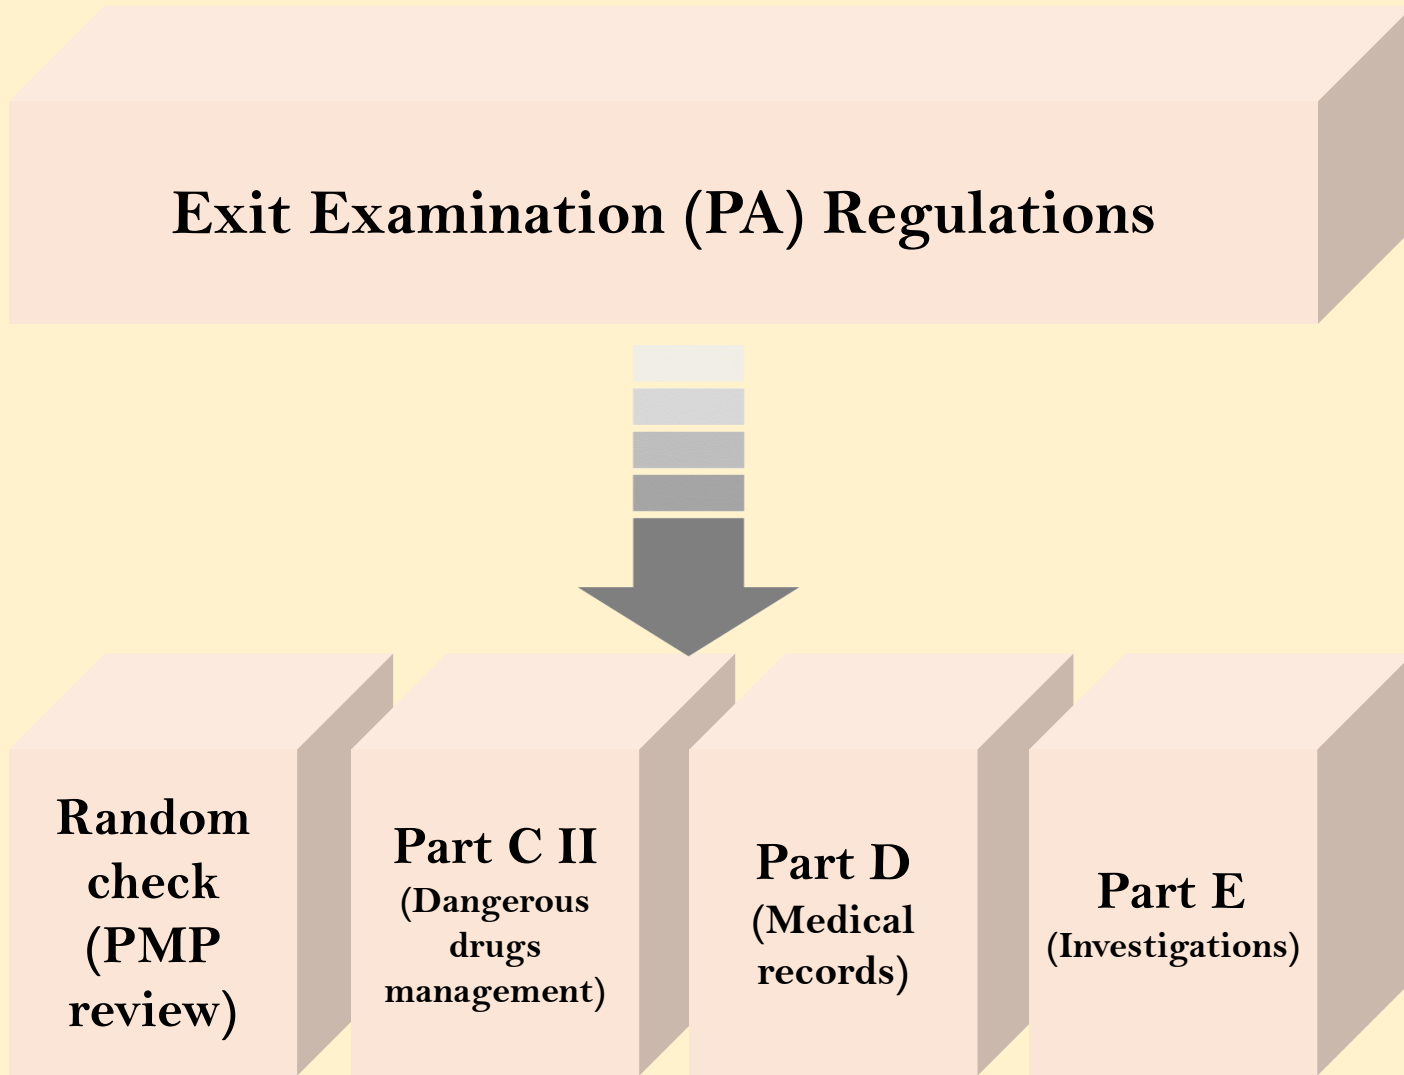 Exit Examination (PA) Regulations
Random
check
(PMP
review)
Part C II
(Dangerous
drugs
management)
Part D
(Medical
records)
Part E
(Investigations)